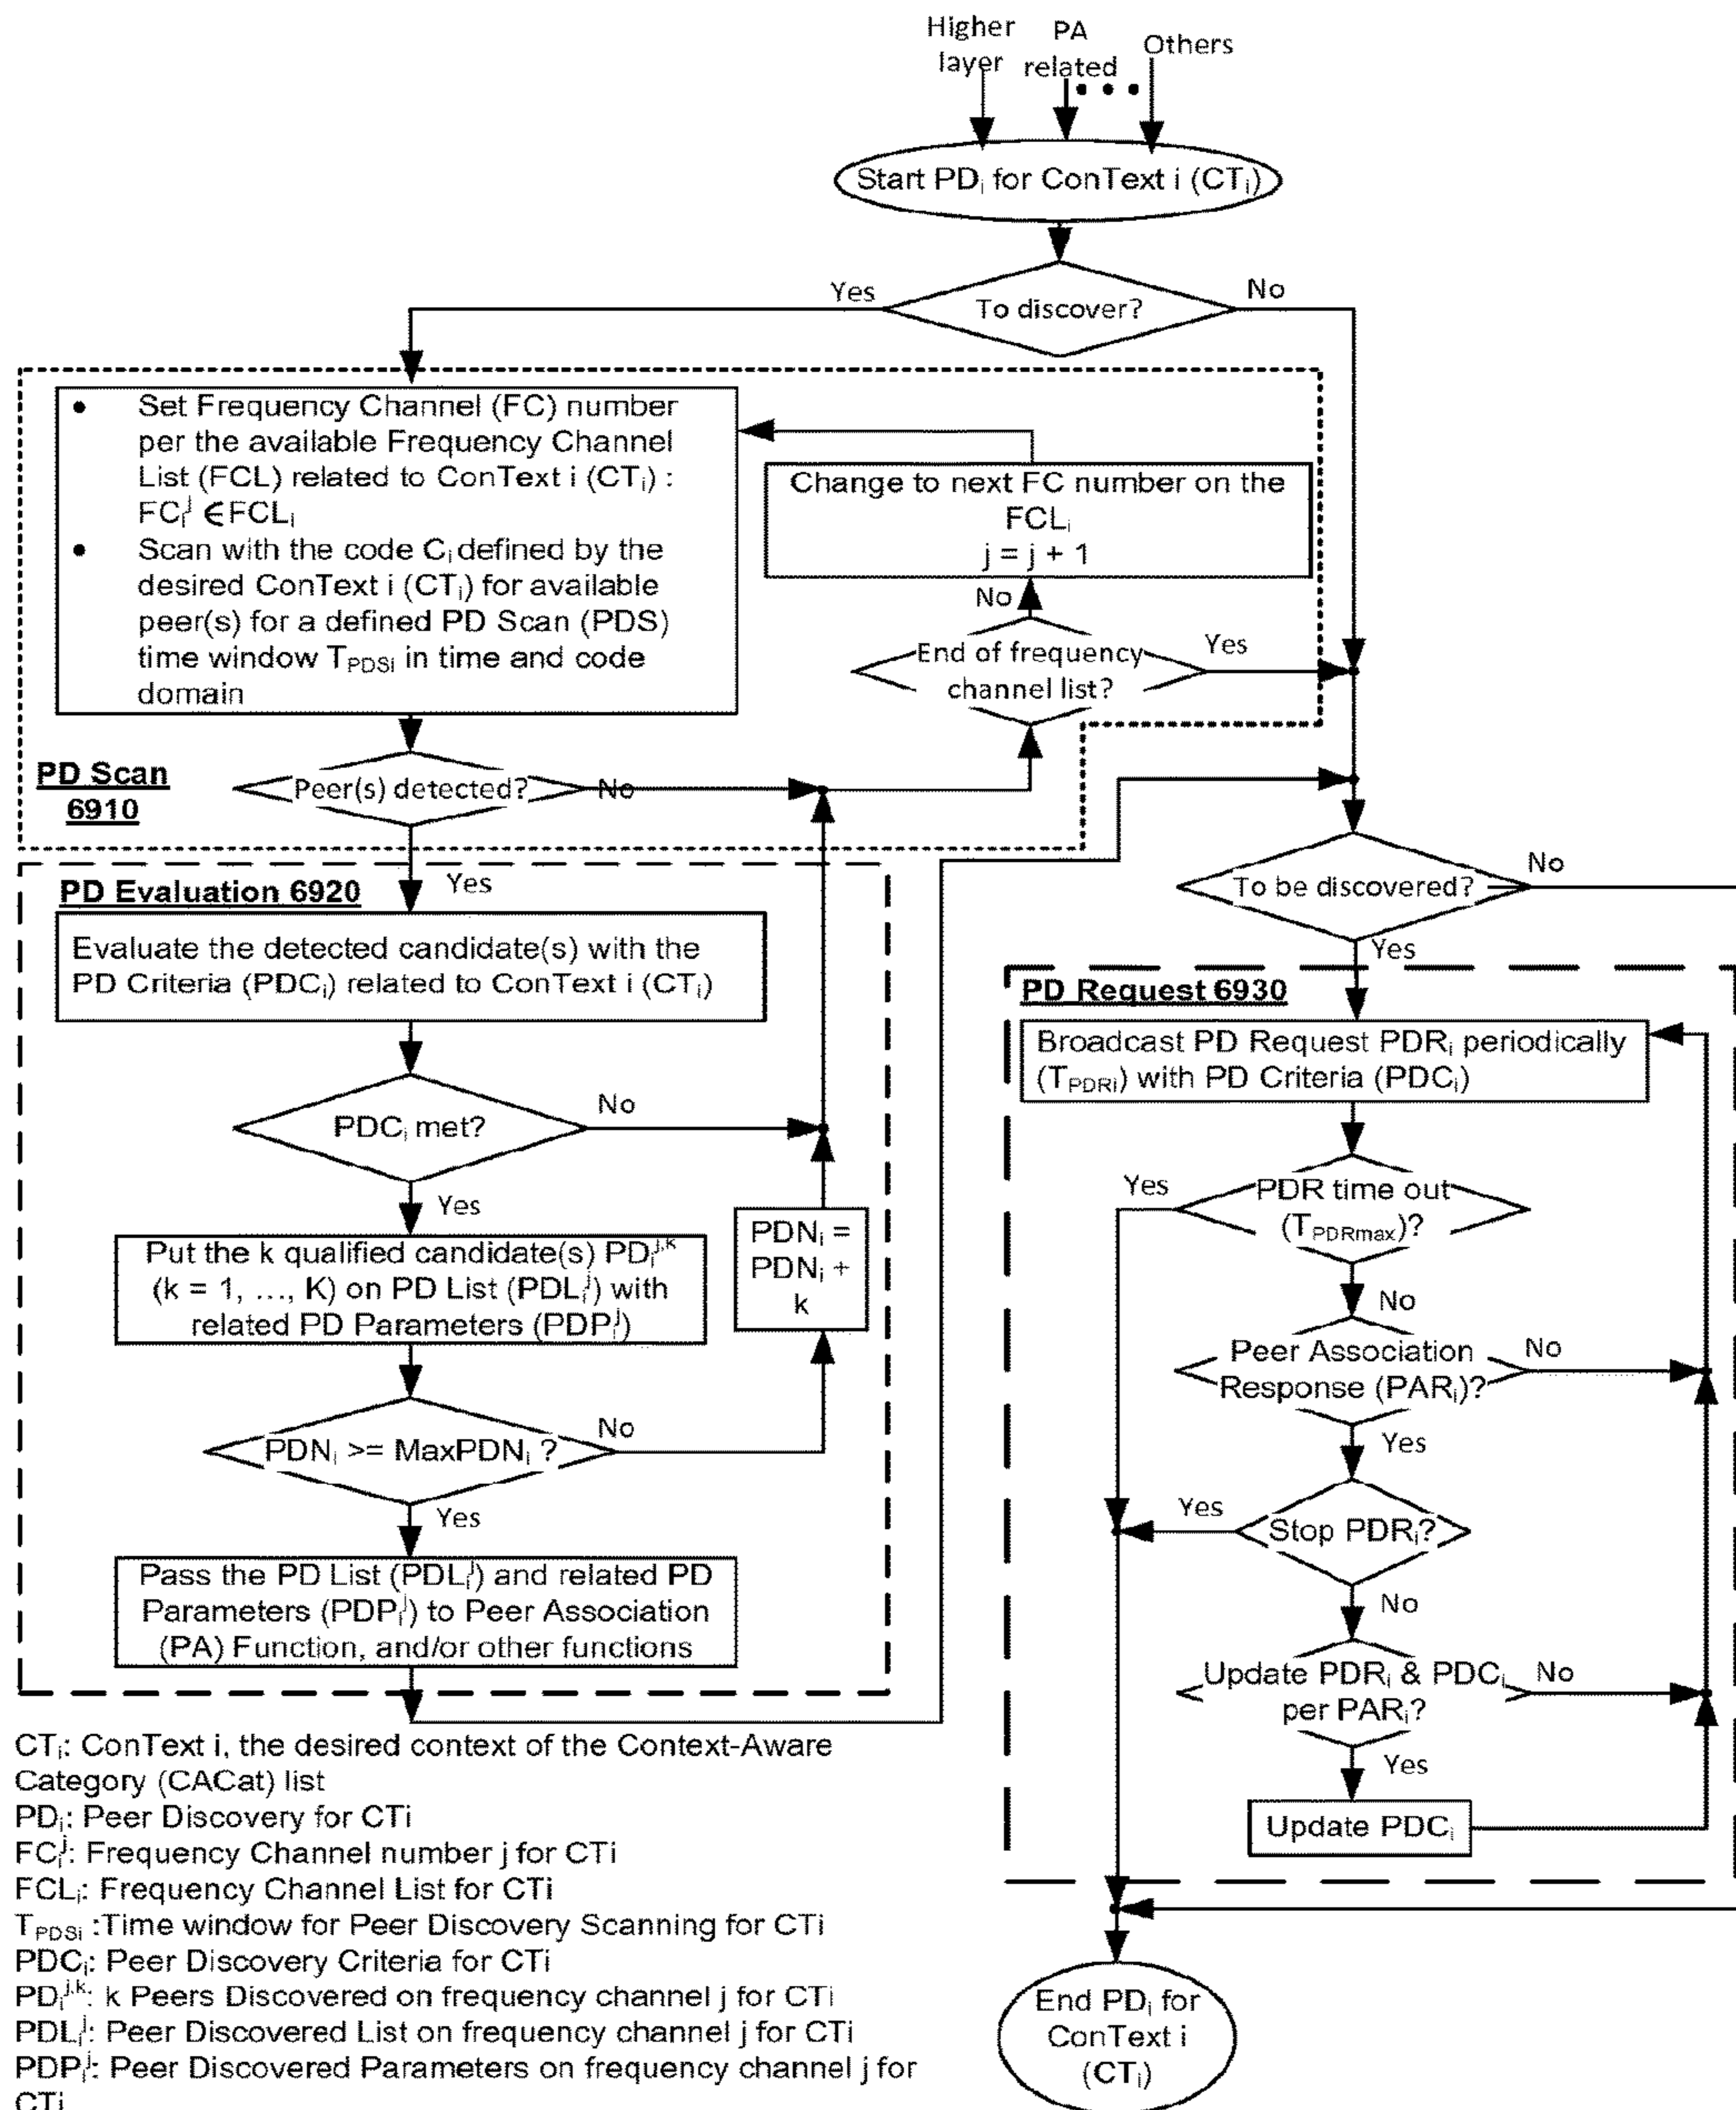 Higher
layer
PA
related
Others
Start PDᵢ for ConText i (CTᵢ)
To discover?
Yes
No
• Set Frequency Channel (FC) number
per the available Frequency Channel
List (FCL) related to ConText i (CTᵢ) :
FCᵢʲ ∈FCLᵢ
• Scan with the code Cᵢ defined by the
desired ConText i (CTᵢ) for available
peer(s) for a defined PD Scan (PDS)
time window T_PDSi in time and code
domain
Change to next FC number on the
FCLᵢ
j = j + 1
No
End of frequency
channel list?
Yes
PD Scan
6910
Peer(s) detected?
No
Yes
PD Evaluation 6920
Evaluate the detected candidate(s) with the
PD Criteria (PDCᵢ) related to ConText i (CTᵢ)
PDCᵢ met?
No
Yes
Put the k qualified candidate(s) PDᵢʲ·ᵏ
(k = 1, ..., K) on PD List (PDLᵢʲ) with
related PD Parameters (PDPᵢʲ)
PDNᵢ =
PDNᵢ +
k
PDNᵢ >= MaxPDNᵢ ?
No
Yes
Pass the PD List (PDLᵢʲ) and related PD
Parameters (PDPᵢʲ) to Peer Association
(PA) Function, and/or other functions
To be discovered?
No
Yes
PD Request 6930
Broadcast PD Request PDRᵢ periodically
(T_PDRi) with PD Criteria (PDCᵢ)
PDR time out
(T_PDRmax)?
Yes
No
Peer Association
Response (PARᵢ)?
No
Yes
Stop PDRᵢ?
Yes
No
Update PDRᵢ & PDCᵢ
per PARᵢ?
No
Yes
Update PDCᵢ
End PDᵢ for
ConText i
(CTᵢ)
CTᵢ: ConText i, the desired context of the Context-Aware
Category (CACat) list
PDᵢ: Peer Discovery for CTi
FCᵢʲ: Frequency Channel number j for CTi
FCLᵢ: Frequency Channel List for CTi
T_PDSi :Time window for Peer Discovery Scanning for CTi
PDCᵢ: Peer Discovery Criteria for CTi
PDᵢʲ·ᵏ: k Peers Discovered on frequency channel j for CTi
PDLᵢʲ: Peer Discovered List on frequency channel j for CTi
PDPᵢʲ: Peer Discovered Parameters on frequency channel j for
CTi